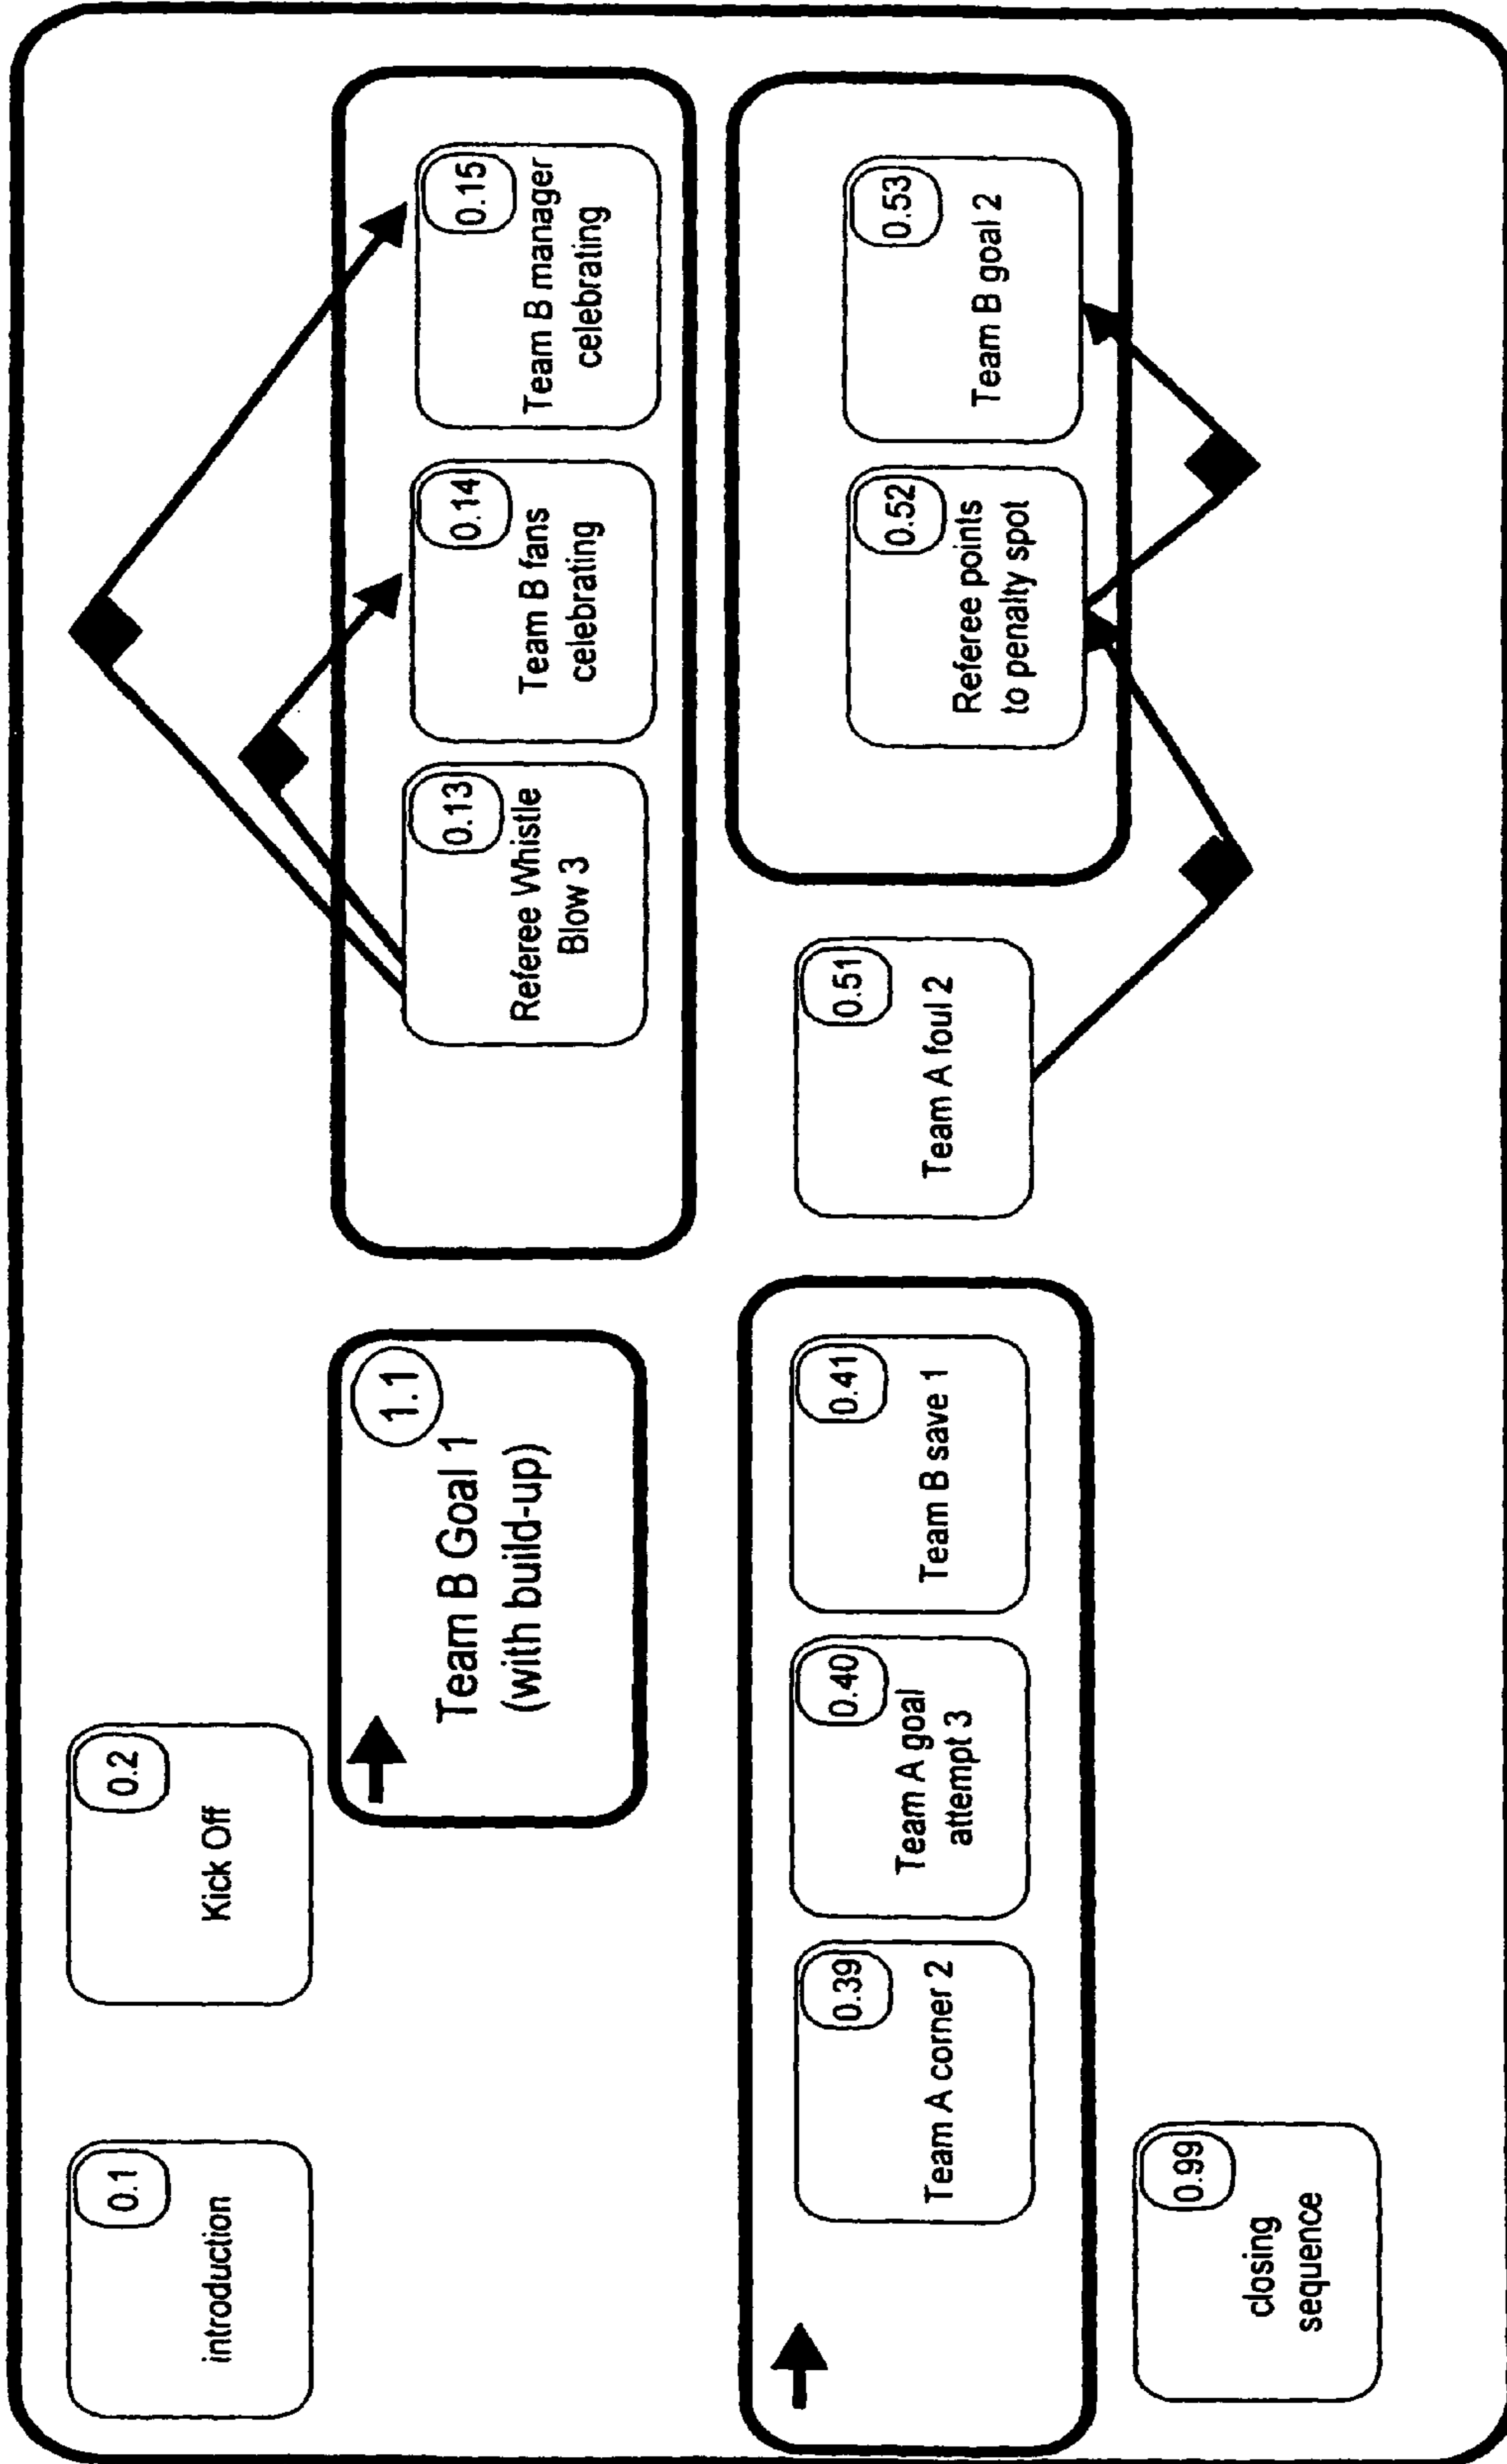 0.1
introduction
0.2
Kick Off
1.1
Team B Goal 1
(with build-up)
0.13
Referee Whistle
Blow 3
0.14
Team B fans
celebrating
0.15
Team B manager
celebrating
0.39
Team A corner 2
0.40
Team A goal
attempt 3
0.41
Team B save 1
0.51
Team A foul 2
0.52
Referee points
to penalty spot
0.53
Team B goal 2
0.99
closing
sequence